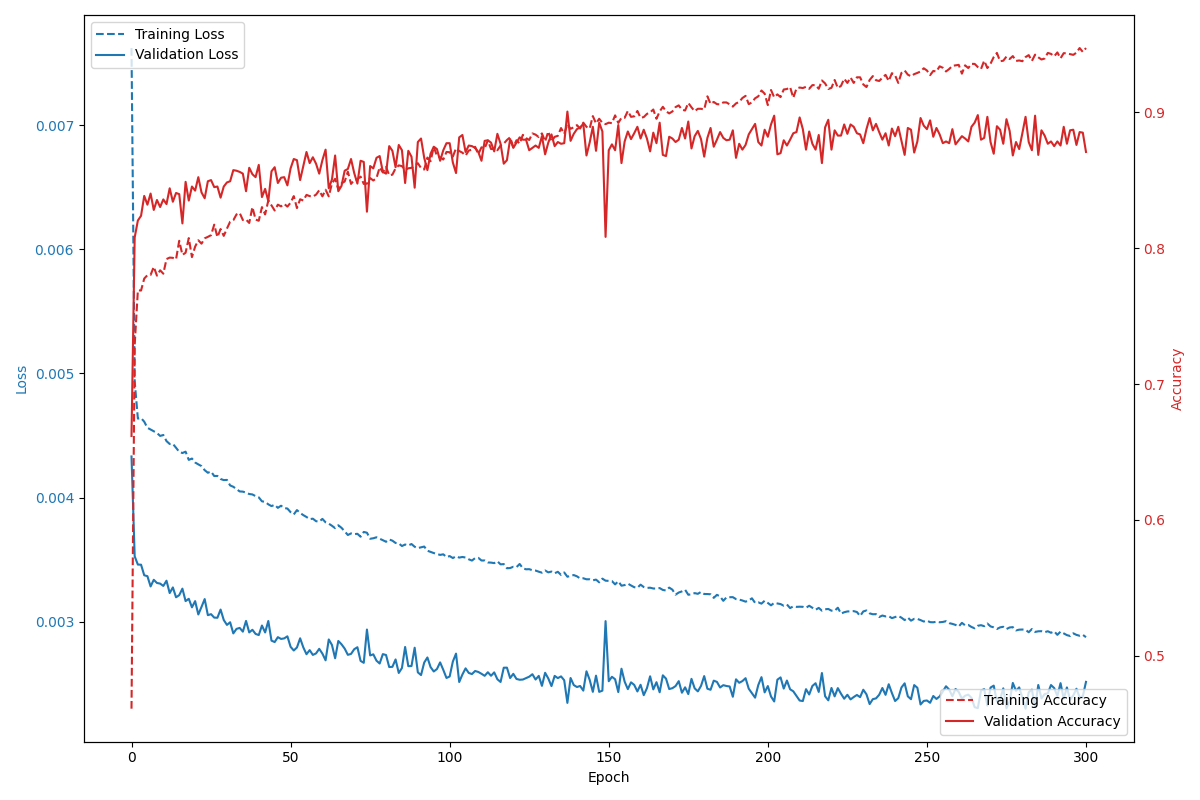 Training Loss
Validation Loss
0.007
0.006
0.005
0.004
0.003
Loss
0.9
0.8
0.7
0.6
0.5
Accuracy
Training Accuracy
Validation Accuracy
0
50
100
150
200
250
300
Epoch